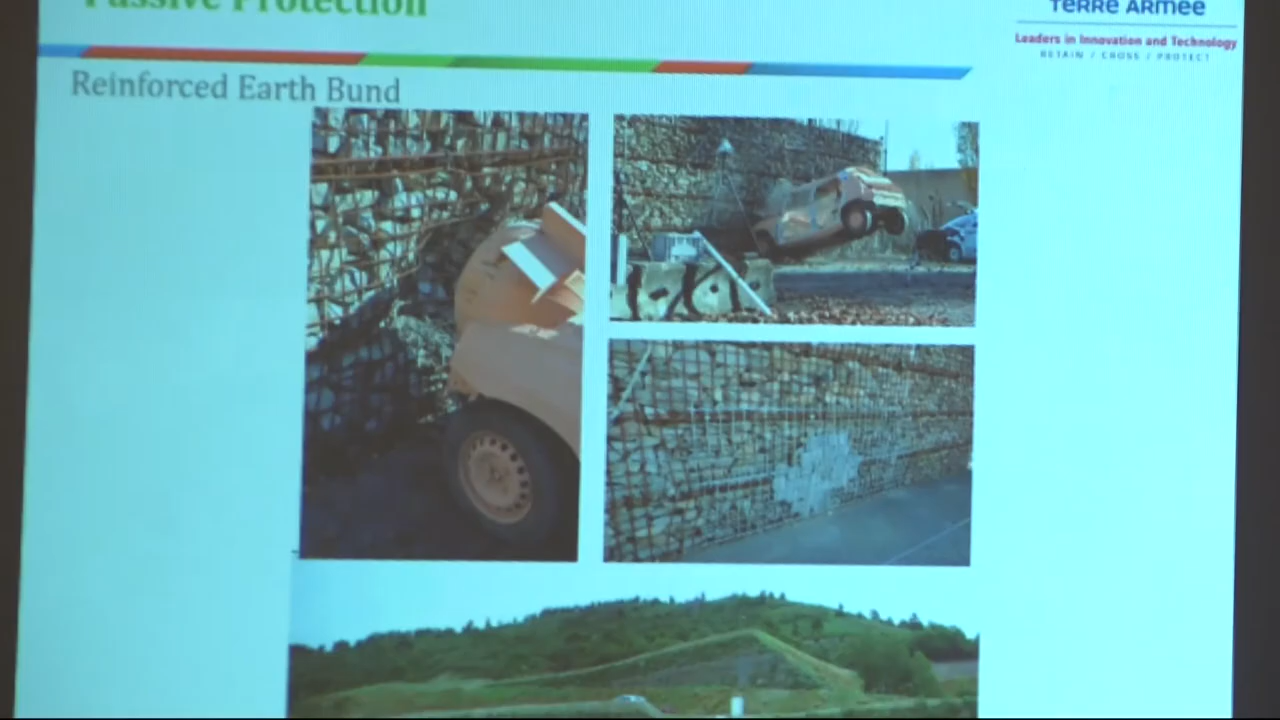 Passive Protection
TERRE ARMÉE
Leaders in Innovation and Technology
RETAIN / CROSS / PROTECT
Reinforced Earth Bund